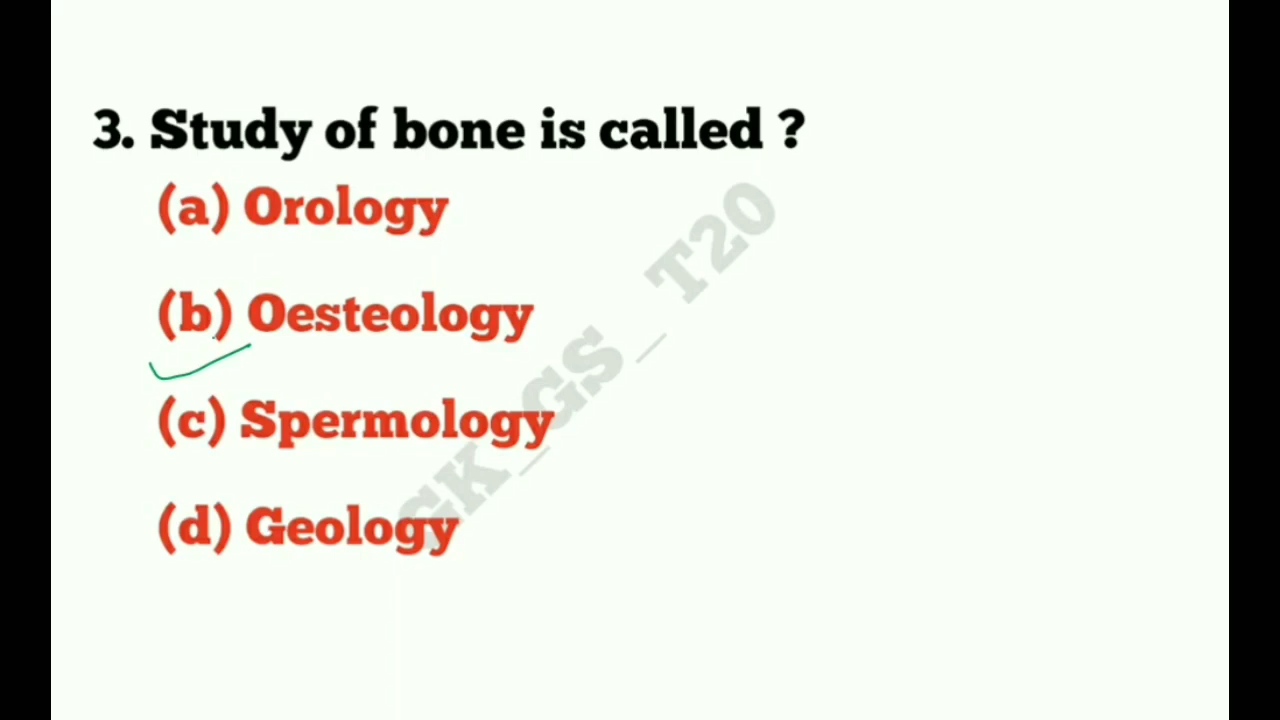 3. Study of bone is called ?
(a) Orology
(b) Oesteology
(c) Spermology
(d) Geology
GK_GS_T20